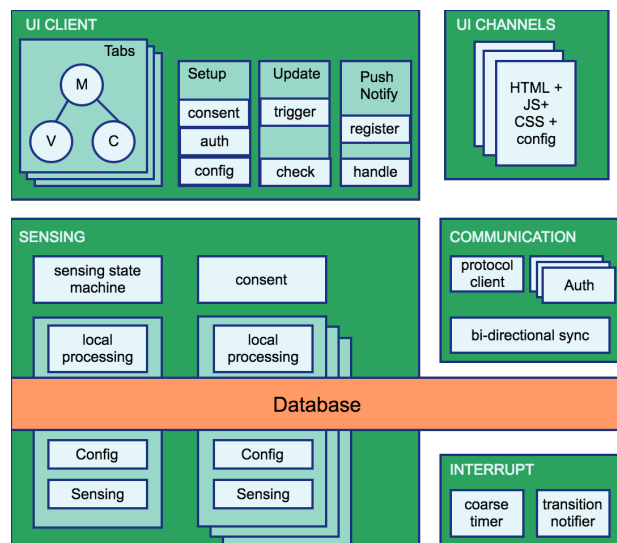 UI CLIENT
Tabs
M
V
C
Setup
consent
auth
config
Update
trigger
check
Push
Notify
register
handle
UI CHANNELS
HTML +
JS+
CSS +
config
SENSING
sensing state
machine
consent
local
processing
local
processing
COMMUNICATION
protocol
client
Auth
bi-directional sync
Database
Config
Sensing
Config
Sensing
INTERRUPT
coarse
timer
transition
notifier